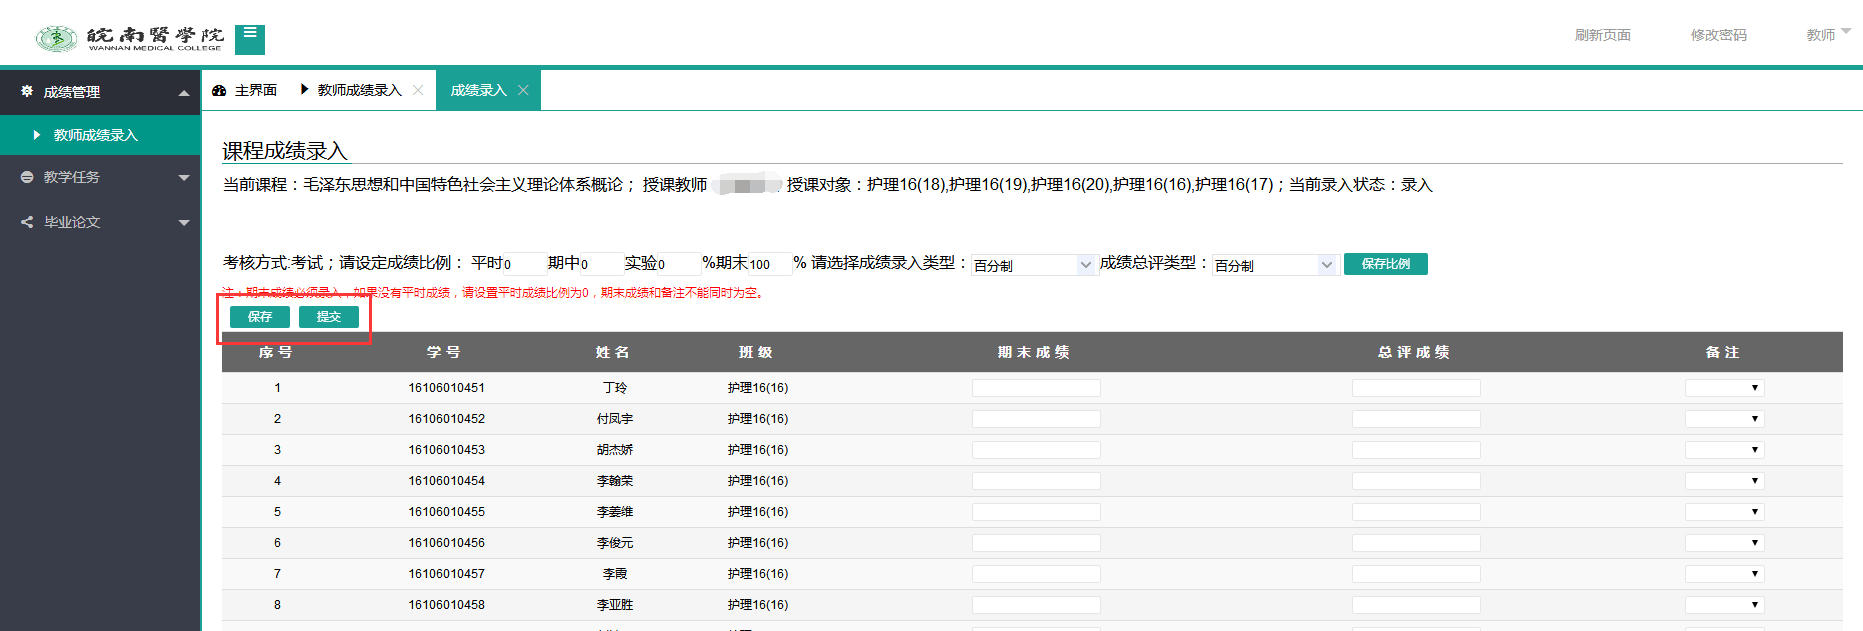 皖南醫學院
WANNAN MEDICAL COLLEGE
刷新页面 修改密码 教师
成绩管理
教师成绩录入
教学任务
毕业论文
主界面 教师成绩录入 成绩录入
课程成绩录入
当前课程：毛泽东思想和中国特色社会主义理论体系概论； 授课教师 授课对象：护理16(18),护理16(19),护理16(20),护理16(16),护理16(17)；当前录入状态：录入
考核方式:考试；请设定成绩比例： 平时0 期中0 实验0 %期末100 % 请选择成绩录入类型：百分制 成绩总评类型：百分制 保存比例
注：期末成绩必须录入，如果没有平时成绩，请设置平时成绩比例为0，期末成绩和备注不能同时为空。
保存 提交
序号 学号 姓名 班级 期末成绩 总评成绩 备注
1 16106010451 丁玲 护理16(16)
2 16106010452 付凤宇 护理16(16)
3 16106010453 胡杰娇 护理16(16)
4 16106010454 李翰荣 护理16(16)
5 16106010455 李姜维 护理16(16)
6 16106010456 李俊元 护理16(16)
7 16106010457 李霞 护理16(16)
8 16106010458 李亚胜 护理16(16)